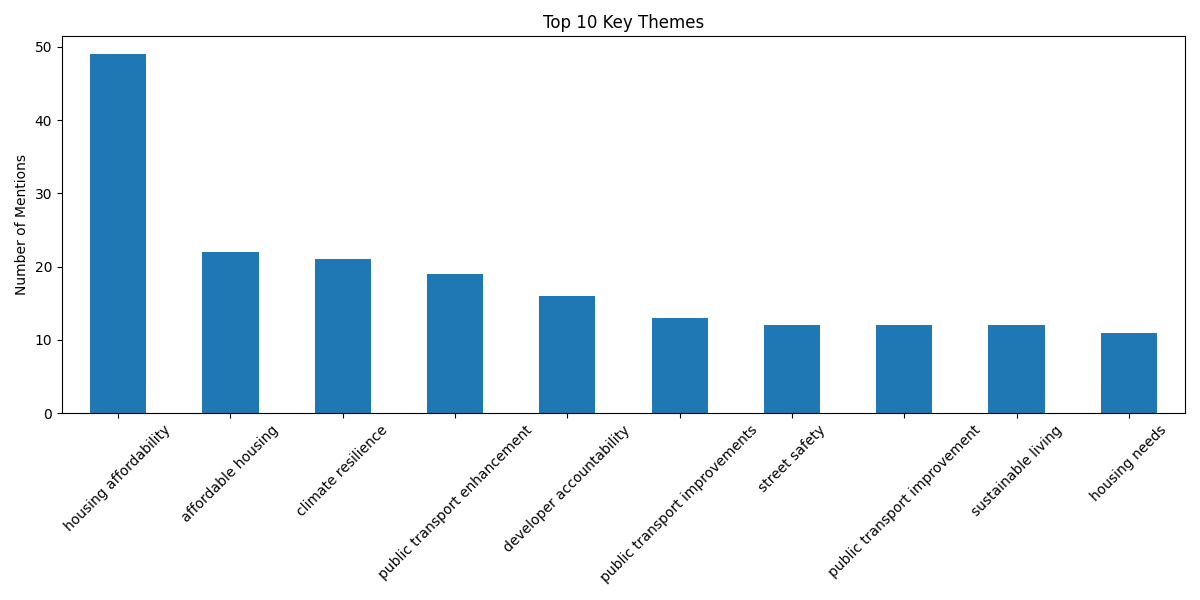 Top 10 Key Themes
Number of Mentions
50
40
30
20
10
0
housing affordability
affordable housing
climate resilience
public transport enhancement
developer accountability
public transport improvements
street safety
public transport improvement
sustainable living
housing needs